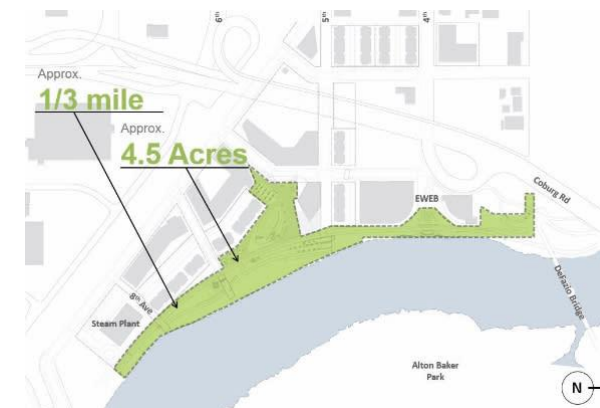 6th
5th
4th
Approx.
1/3 mile
Approx.
4.5 Acres
Coburg Rd
EWEB
DeFazio Bridge
8th Ave
Steam Plant
Alton Baker
Park
N